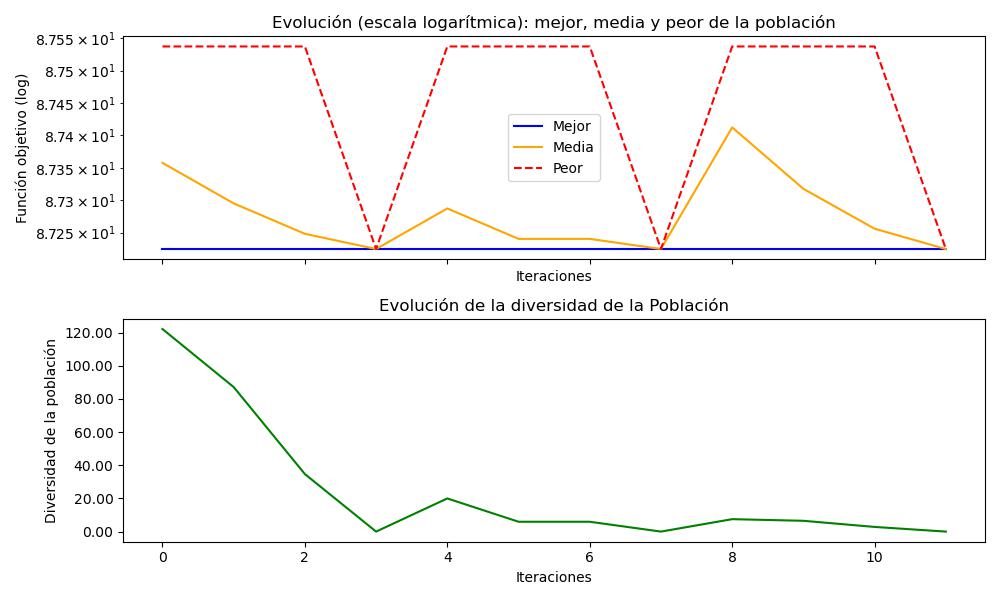 Evolución (escala logarítmica): mejor, media y peor de la población
Función objetivo (log)
8.755 × 10¹
8.75 × 10¹
8.745 × 10¹
8.74 × 10¹
8.735 × 10¹
8.73 × 10¹
8.725 × 10¹
Mejor
Media
Peor
Iteraciones
Evolución de la diversidad de la Población
Diversidad de la población
120.00
100.00
80.00
60.00
40.00
20.00
0.00
0 2 4 6 8 10
Iteraciones